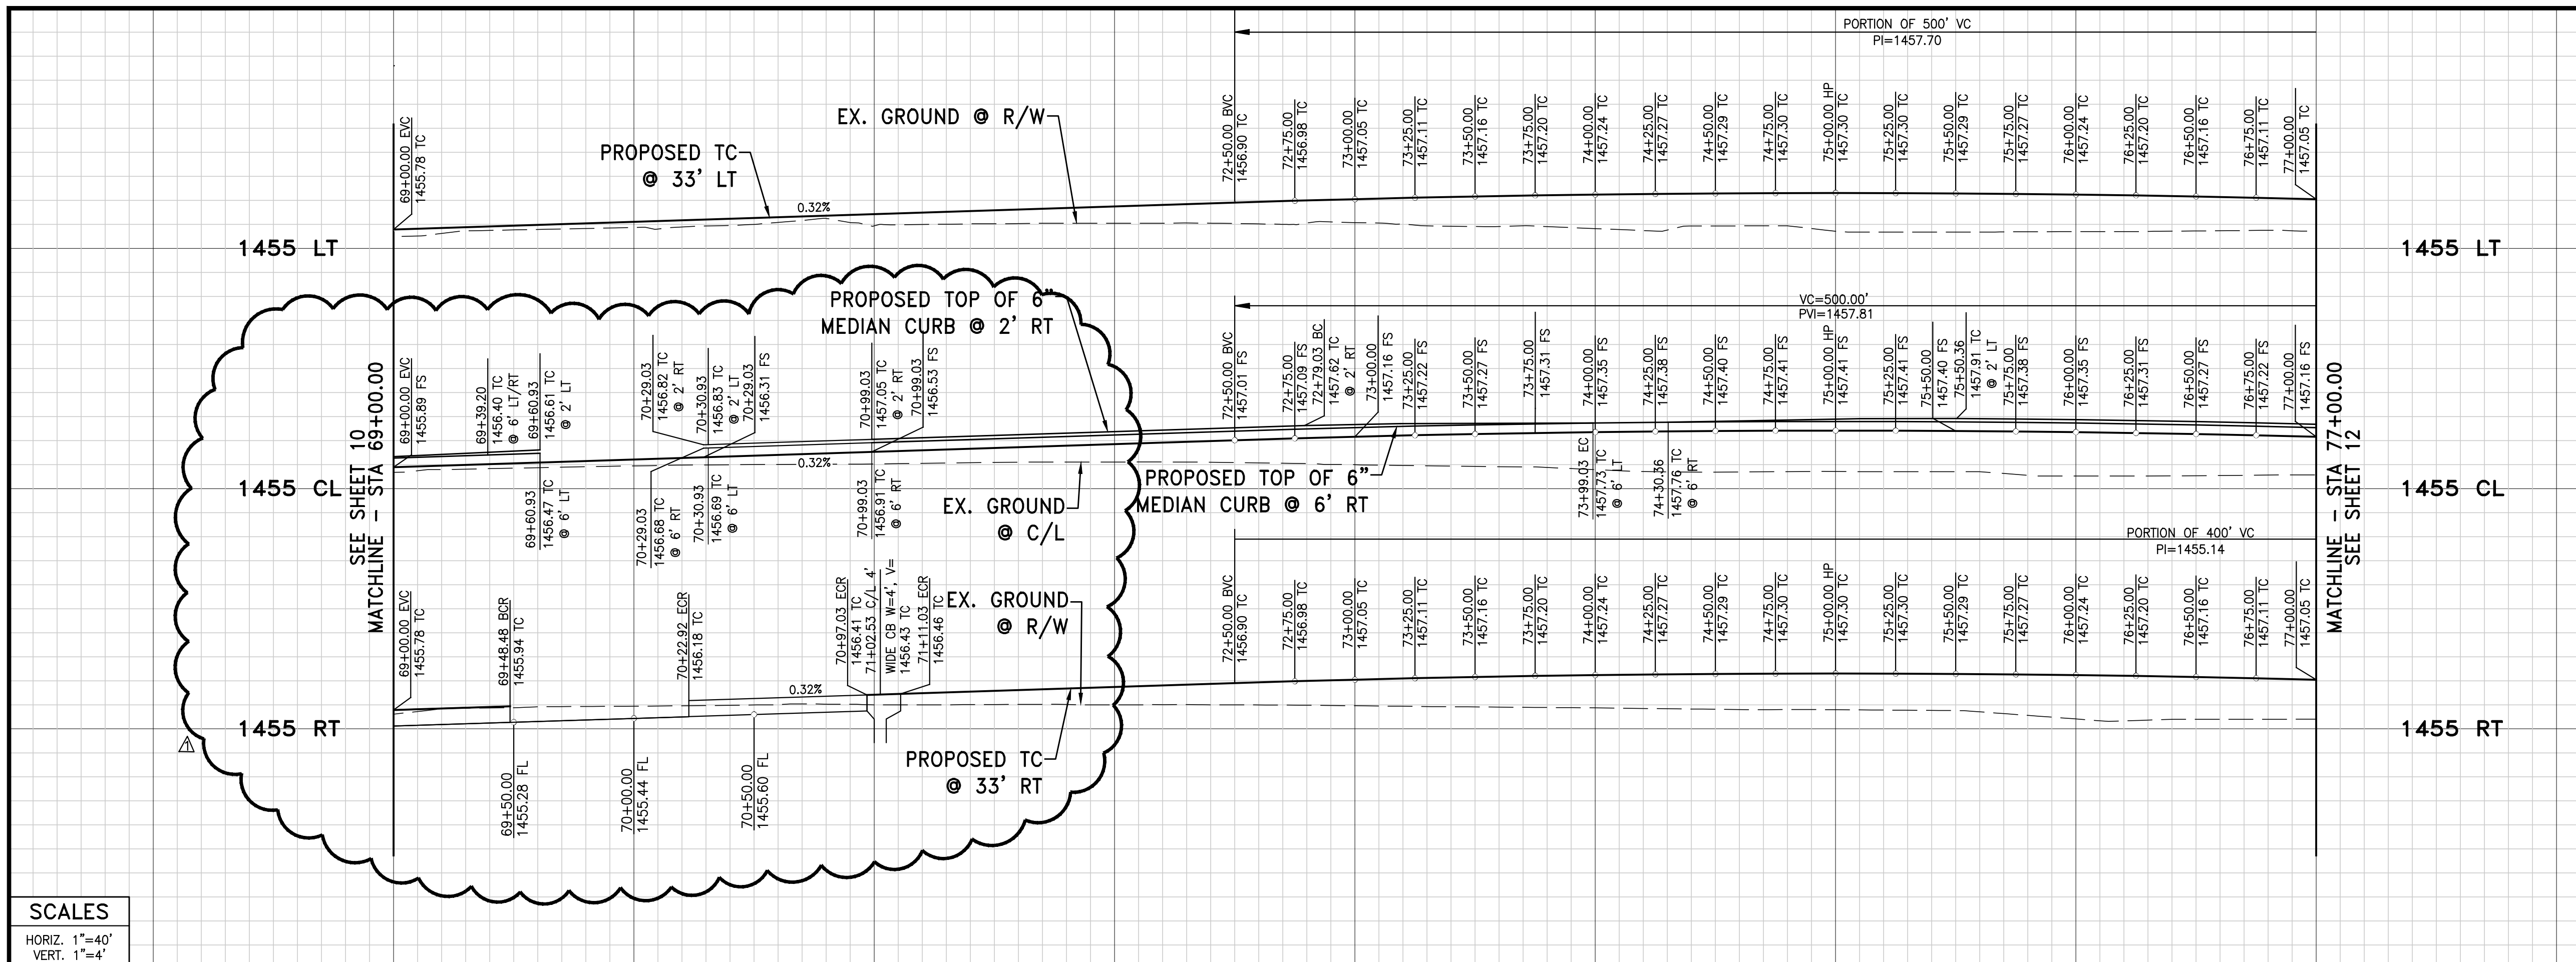 PORTION OF 500' VC
PI=1457.70
EX. GROUND @ R/W
PROPOSED TC
@ 33' LT
0.32%
69+00.00 EVC
1455.78 TC
72+50.00 BVC
1456.90 TC
72+75.00
1456.98 TC
73+00.00
1457.05 TC
73+25.00
1457.11 TC
73+50.00
1457.16 TC
73+75.00
1457.20 TC
74+00.00
1457.24 TC
74+25.00
1457.27 TC
74+50.00
1457.29 TC
74+75.00
1457.30 TC
75+00.00 HP
1457.30 TC
75+25.00
1457.30 TC
75+50.00
1457.29 TC
75+75.00
1457.27 TC
76+00.00
1457.24 TC
76+25.00
1457.20 TC
76+50.00
1457.16 TC
76+75.00
1457.11 TC
77+00.00
1457.05 TC
1455 LT
1455 LT
PROPOSED TOP OF 6"
MEDIAN CURB @ 2' RT
VC=500.00'
PVI=1457.81
SEE SHEET 10
MATCHLINE - STA 69+00.00
69+00.00 EVC
1455.89 FS
69+39.20
1456.40 TC
@ 6' LT/RT
69+60.93
1456.61 TC
@ 2' LT
70+29.03
1456.82 TC
@ 2' RT
70+30.93
1456.83 TC
@ 2' LT
70+29.03
1456.31 FS
70+99.03
1457.05 TC
@ 2' RT
70+99.03
1456.53 FS
72+50.00 BVC
1457.01 FS
72+75.00
1457.09 FS
72+79.03 BC
1457.62 TC
@ 2' RT
73+00.00
1457.16 FS
73+25.00
1457.22 FS
73+50.00
1457.27 FS
73+75.00
1457.31 FS
74+00.00
1457.35 FS
74+25.00
1457.38 FS
74+50.00
1457.40 FS
74+75.00
1457.41 FS
75+00.00 HP
1457.41 FS
75+25.00
1457.41 FS
75+50.00
1457.40 FS
75+50.36
1457.91 TC
@ 2' LT
75+75.00
1457.38 FS
76+00.00
1457.35 FS
76+25.00
1457.31 FS
76+50.00
1457.27 FS
76+75.00
1457.22 FS
77+00.00
1457.16 FS
MATCHLINE - STA 77+00.00
SEE SHEET 12
0.32%
1455 CL
1455 CL
69+60.93
1456.47 TC
@ 6' LT
70+29.03
1456.68 TC
@ 6' RT
70+30.93
1456.69 TC
@ 6' LT
70+99.03
1456.91 TC
@ 6' RT
EX. GROUND
@ C/L
PROPOSED TOP OF 6"
MEDIAN CURB @ 6' RT
73+99.03 EC
1457.73 TC
@ 6' LT
74+30.36
1457.76 TC
@ 6' RT
PORTION OF 400' VC
PI=1455.14
69+00.00 EVC
1455.78 TC
69+48.48 BCR
1455.94 TC
70+22.92 ECR
1456.18 TC
70+97.03 ECR
1456.41 TC
71+02.53 C/L 4'
WIDE CB W=4', V=
1456.43 TC
71+11.03 ECR
1456.46 TC
EX. GROUND
@ R/W
72+50.00 BVC
1456.90 TC
72+75.00
1456.98 TC
73+00.00
1457.05 TC
73+25.00
1457.11 TC
73+50.00
1457.16 TC
73+75.00
1457.20 TC
74+00.00
1457.24 TC
74+25.00
1457.27 TC
74+50.00
1457.29 TC
74+75.00
1457.30 TC
75+00.00 HP
1457.30 TC
75+25.00
1457.30 TC
75+50.00
1457.29 TC
75+75.00
1457.27 TC
76+00.00
1457.24 TC
76+25.00
1457.20 TC
76+50.00
1457.16 TC
76+75.00
1457.11 TC
77+00.00
1457.05 TC
0.32%
1455 RT
1455 RT
1
69+50.00
1455.28 FL
70+00.00
1455.44 FL
70+50.00
1455.60 FL
PROPOSED TC
@ 33' RT
SCALES
HORIZ. 1"=40'
VERT. 1"=4'